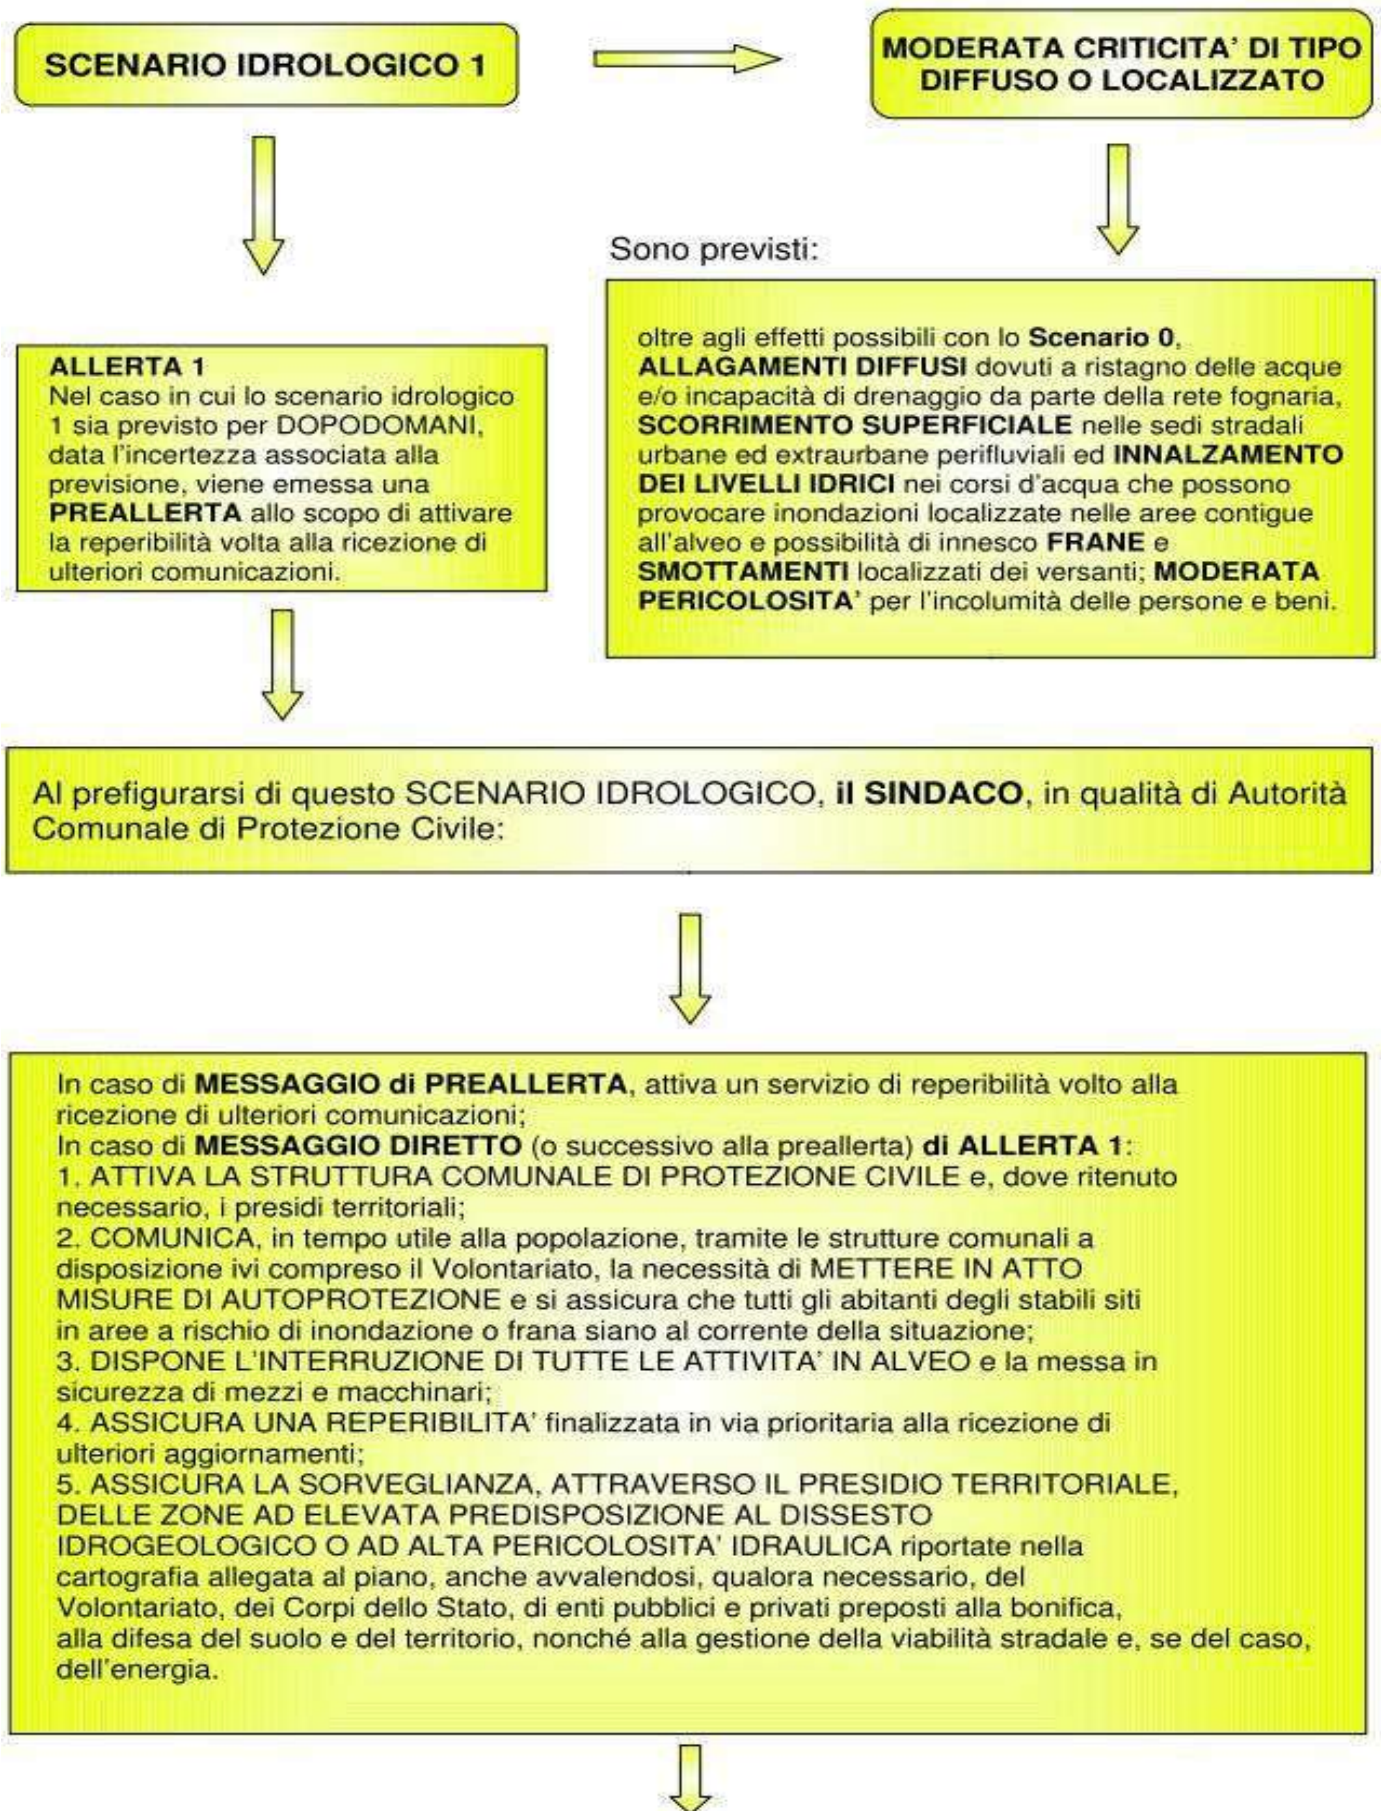 SCENARIO IDROLOGICO 1
MODERATA CRITICITA' DI TIPO
DIFFUSO O LOCALIZZATO
ALLERTA 1
Nel caso in cui lo scenario idrologico
1 sia previsto per DOPODOMANI,
data l'incertezza associata alla
previsione, viene emessa una
PREALLERTA allo scopo di attivare
la reperibilità volta alla ricezione di
ulteriori comunicazioni.
Sono previsti:
oltre agli effetti possibili con lo Scenario 0,
ALLAGAMENTI DIFFUSI dovuti a ristagno delle acque
e/o incapacità di drenaggio da parte della rete fognaria,
SCORRIMENTO SUPERFICIALE nelle sedi stradali
urbane ed extraurbane perifluviali ed INNALZAMENTO
DEI LIVELLI IDRICI nei corsi d'acqua che possono
provocare inondazioni localizzate nelle aree contigue
all'alveo e possibilità di innesco FRANE e
SMOTTAMENTI localizzati dei versanti; MODERATA
PERICOLOSITA' per l'incolumità delle persone e beni.
Al prefigurarsi di questo SCENARIO IDROLOGICO, il SINDACO, in qualità di Autorità
Comunale di Protezione Civile:
In caso di MESSAGGIO di PREALLERTA, attiva un servizio di reperibilità volto alla
ricezione di ulteriori comunicazioni;
In caso di MESSAGGIO DIRETTO (o successivo alla preallerta) di ALLERTA 1:
1. ATTIVA LA STRUTTURA COMUNALE DI PROTEZIONE CIVILE e, dove ritenuto
necessario, i presidi territoriali;
2. COMUNICA, in tempo utile alla popolazione, tramite le strutture comunali a
disposizione ivi compreso il Volontariato, la necessità di METTERE IN ATTO
MISURE DI AUTOPROTEZIONE e si assicura che tutti gli abitanti degli stabili siti
in aree a rischio di inondazione o frana siano al corrente della situazione;
3. DISPONE L'INTERRUZIONE DI TUTTE LE ATTIVITA' IN ALVEO e la messa in
sicurezza di mezzi e macchinari;
4. ASSICURA UNA REPERIBILITA' finalizzata in via prioritaria alla ricezione di
ulteriori aggiornamenti;
5. ASSICURA LA SORVEGLIANZA, ATTRAVERSO IL PRESIDIO TERRITORIALE,
DELLE ZONE AD ELEVATA PREDISPOSIZIONE AL DISSESTO
IDROGEOLOGICO O AD ALTA PERICOLOSITA' IDRAULICA riportate nella
cartografia allegata al piano, anche avvalendosi, qualora necessario, del
Volontariato, dei Corpi dello Stato, di enti pubblici e privati preposti alla bonifica,
alla difesa del suolo e del territorio, nonché alla gestione della viabilità stradale e, se del caso,
dell'energia.